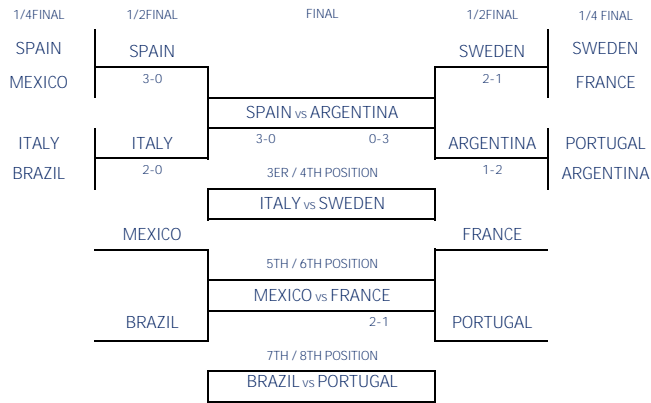 1/4FINAL 1/2FINAL FINAL 1/2FINAL 1/4 FINAL
SPAIN SPAIN SWEDEN SWEDEN
MEXICO 3-0 2-1 FRANCE
SPAIN vs ARGENTINA
3-0 0-3
ITALY ITALY ARGENTINA PORTUGAL
BRAZIL 2-0 1-2 ARGENTINA
3ER / 4TH POSITION
ITALY vs SWEDEN
MEXICO FRANCE
5TH / 6TH POSITION
MEXICO vs FRANCE
BRAZIL 2-1 PORTUGAL
7TH / 8TH POSITION
BRAZIL vs PORTUGAL